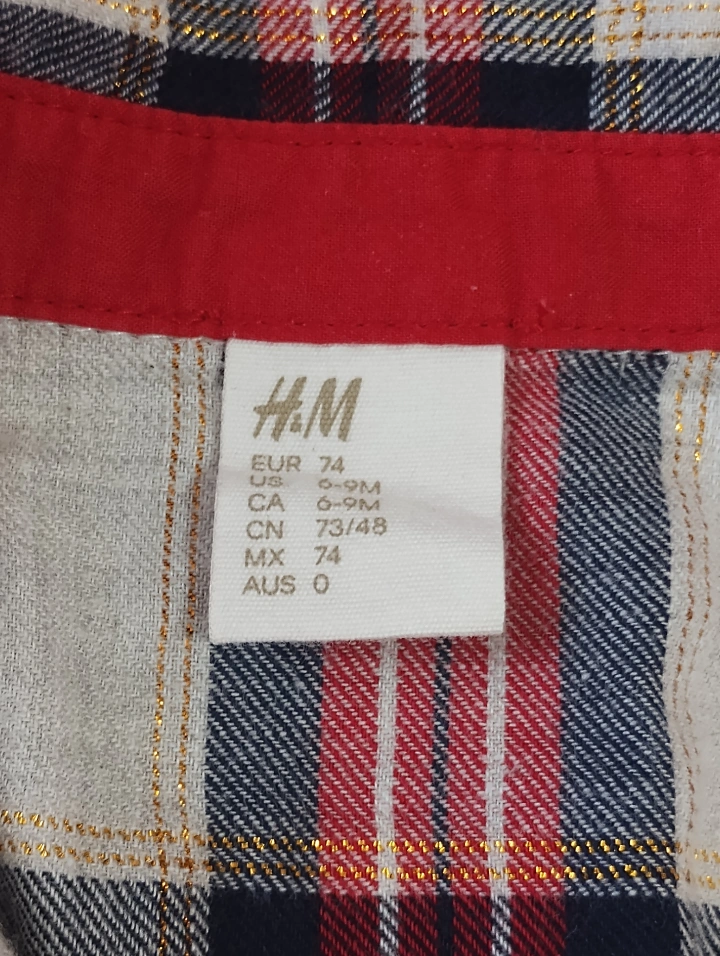 H&M
EUR 74
US 6-9M
CA 6-9M
CN 73/48
MX 74
AUS 0